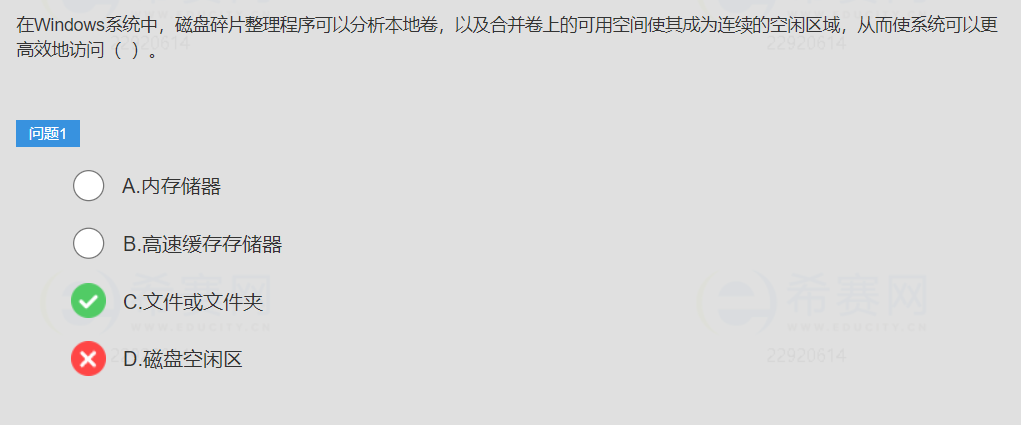 在Windows系统中，磁盘碎片整理程序可以分析本地卷，以及合并卷上的可用空间使其成为连续的空闲区域，从而使系统可以更
高效地访问（ ）。
22920614
22920614
问题1
A.内存储器
B.高速缓存存储器
希赛网
希赛网
C.文件或文件夹
WWW.EDUCITY.CN
WWW.EDUCITY.CN
D.磁盘空闲区
22920614